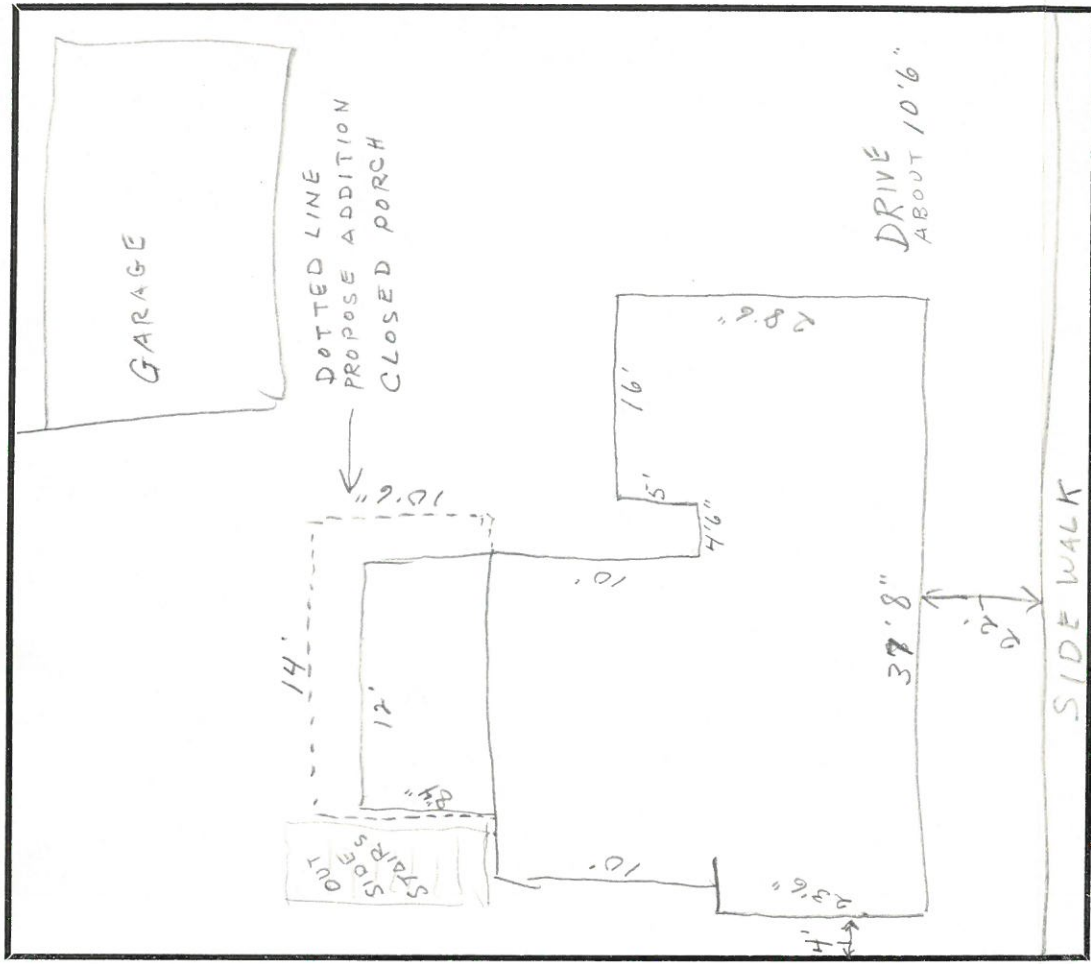 GARAGE
DOTTED LINE
PROPOSE ADDITION
CLOSED PORCH
14'
10'6"
12'
8'4"
OUT
SIDE
STAIRS
10'
10'
5'
4'6"
16'
28'6"
DRIVE
ABOUT 10'6"
23'6"
4'
37'8"
22'
SIDE WALK